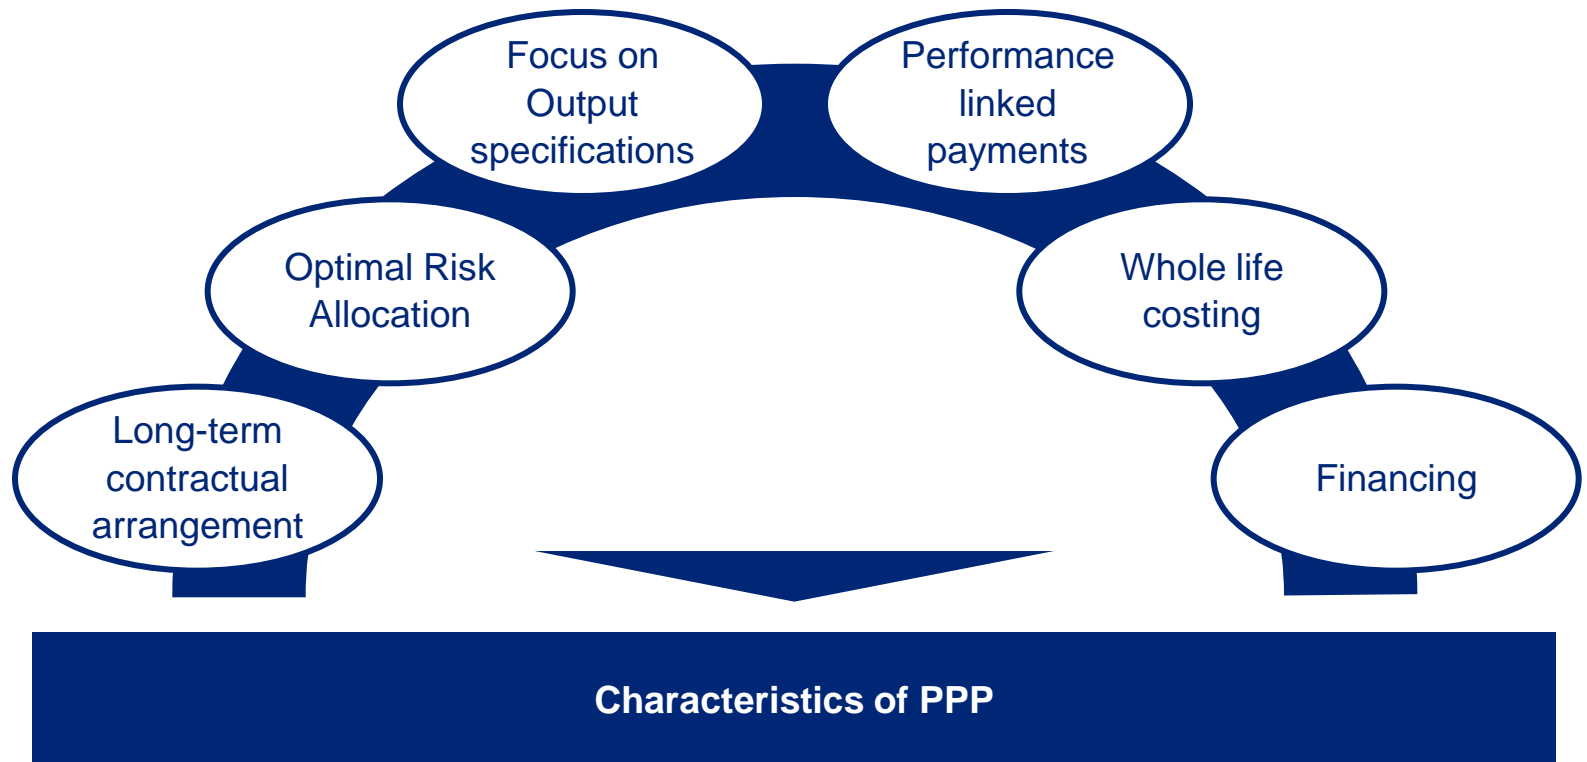 Focus on
Output
specifications
Performance
linked
payments
Optimal Risk
Allocation
Whole life
costing
Long-term
contractual
arrangement
Financing
Characteristics of PPP